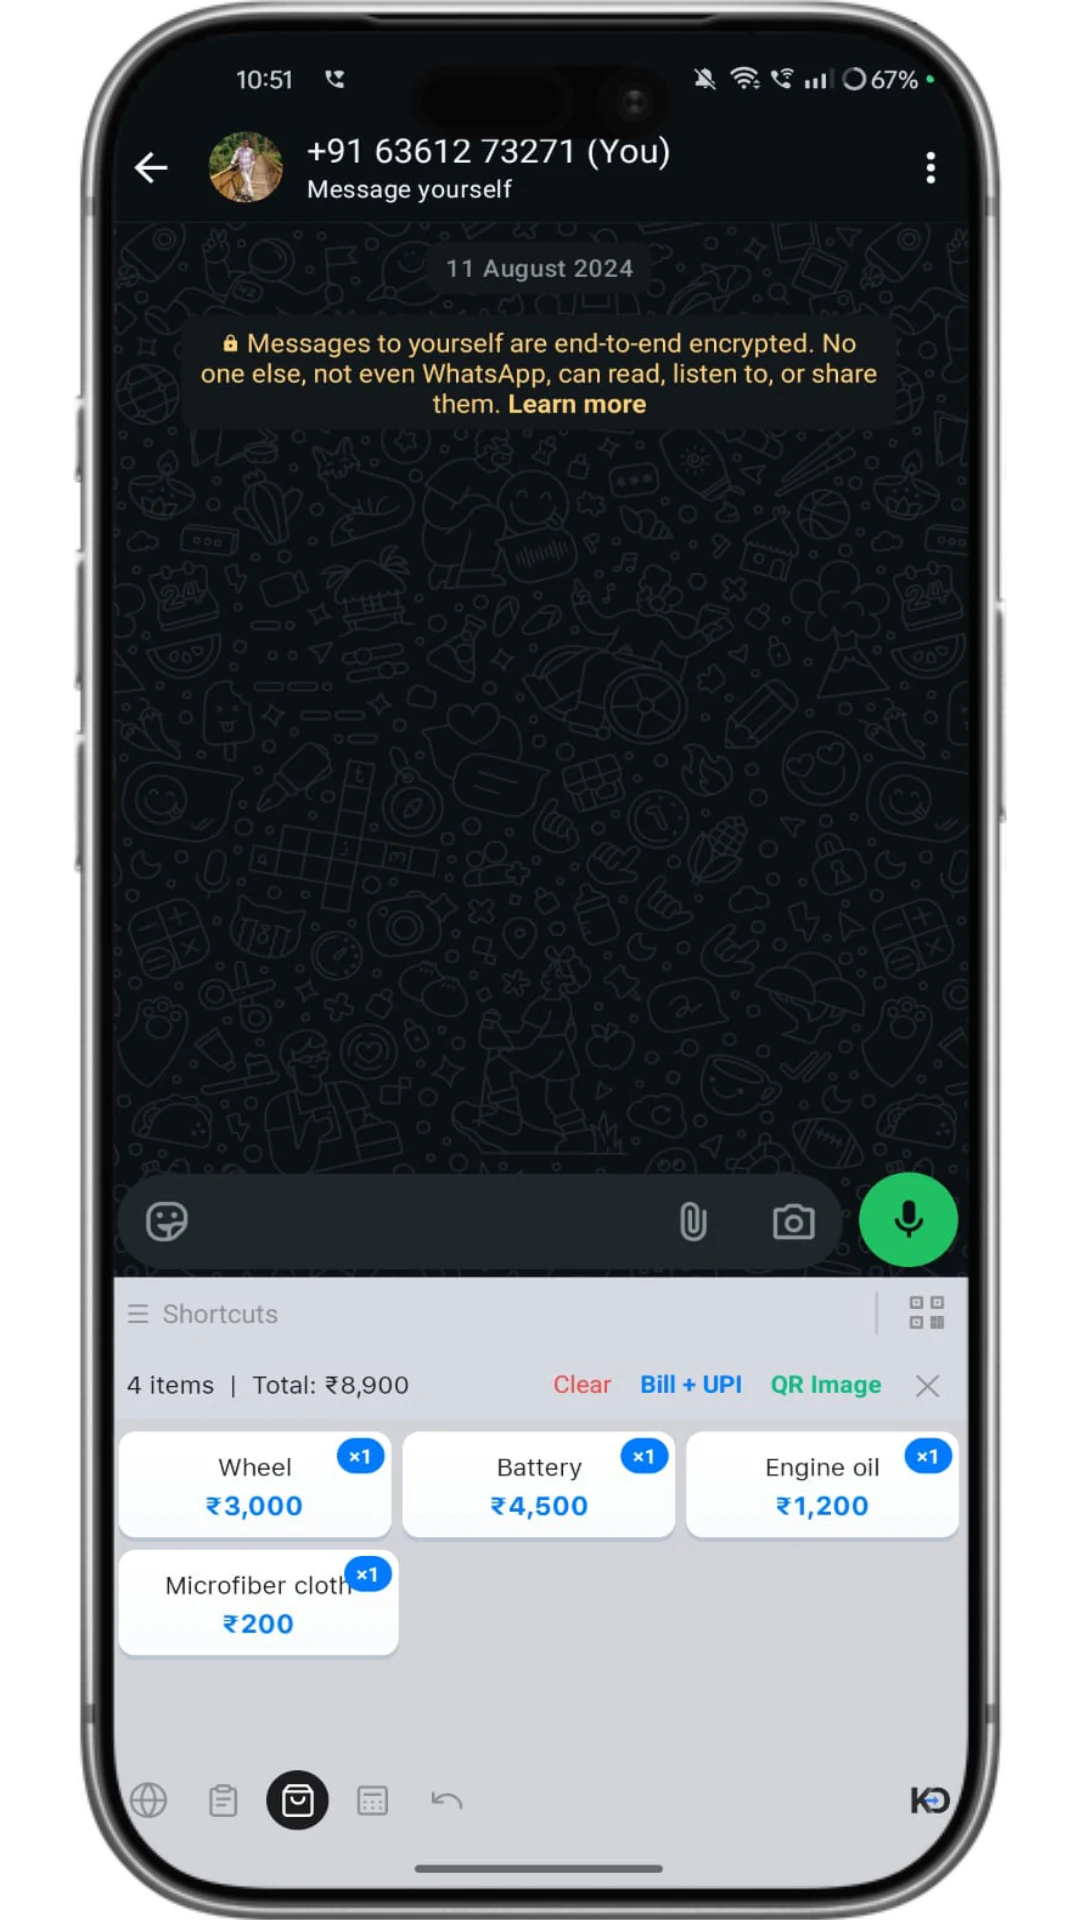 10:51
67%
+91 63612 73271 (You)
Message yourself
11 August 2024
Messages to yourself are end-to-end encrypted. No
one else, not even WhatsApp, can read, listen to, or share
them. Learn more
Shortcuts
4 items | Total: ₹8,900 Clear Bill + UPI QR Image
Wheel ×1
₹3,000
Battery ×1
₹4,500
Engine oil ×1
₹1,200
Microfiber cloth ×1
₹200